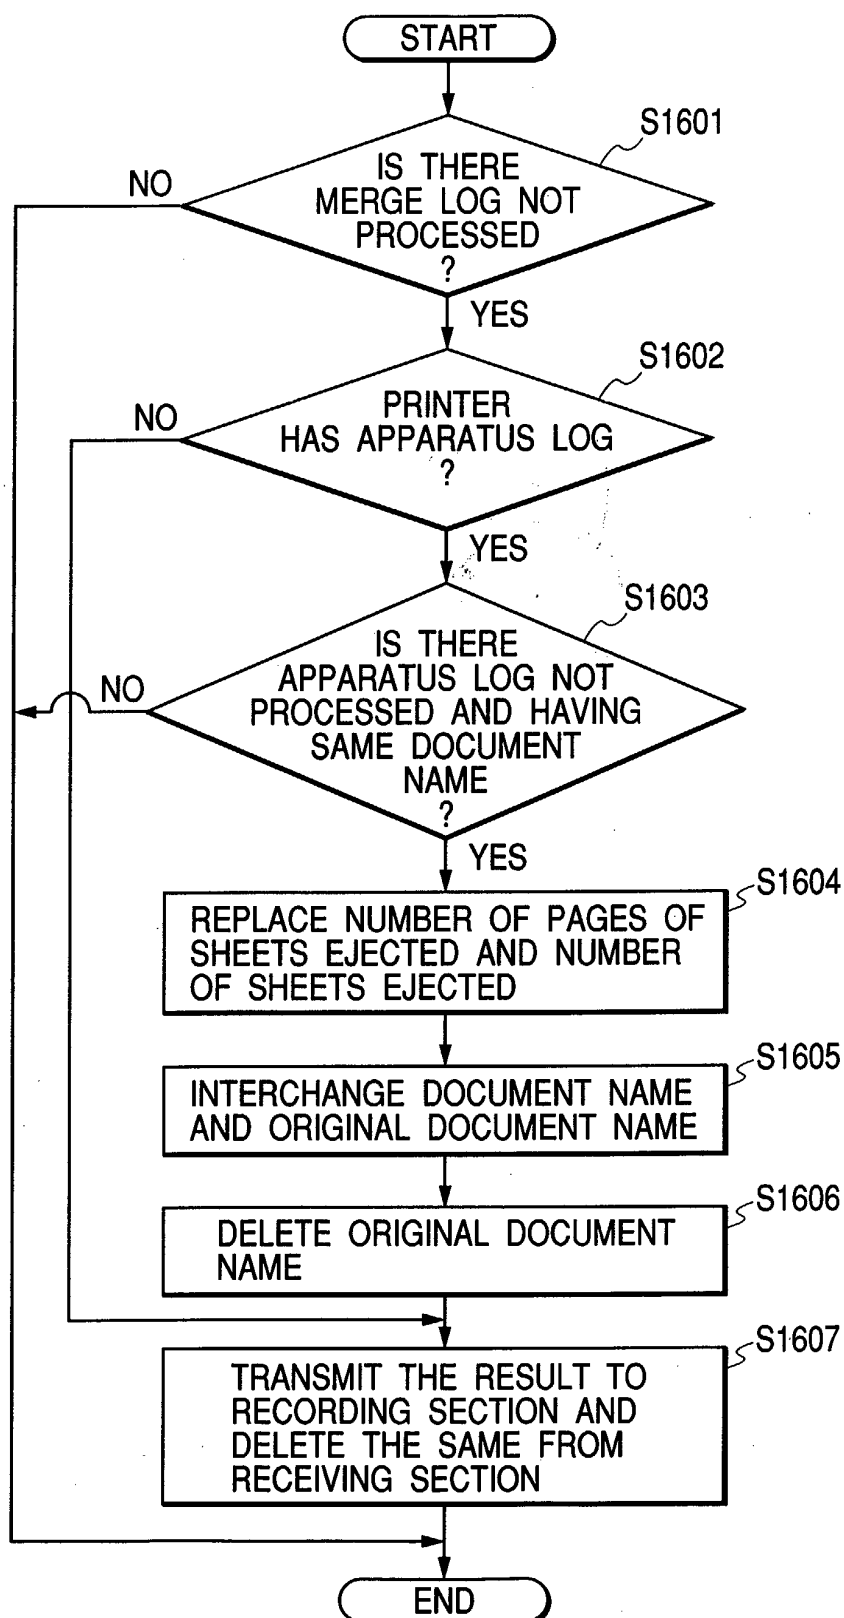 START
S1601
IS THERE
MERGE LOG NOT
PROCESSED
?
NO
YES
S1602
PRINTER
HAS APPARATUS LOG
?
NO
YES
S1603
IS THERE
APPARATUS LOG NOT
PROCESSED AND HAVING
SAME DOCUMENT
NAME
?
NO
YES
S1604
REPLACE NUMBER OF PAGES OF
SHEETS EJECTED AND NUMBER
OF SHEETS EJECTED
S1605
INTERCHANGE DOCUMENT NAME
AND ORIGINAL DOCUMENT NAME
S1606
DELETE ORIGINAL DOCUMENT
NAME
S1607
TRANSMIT THE RESULT TO
RECORDING SECTION AND
DELETE THE SAME FROM
RECEIVING SECTION
END